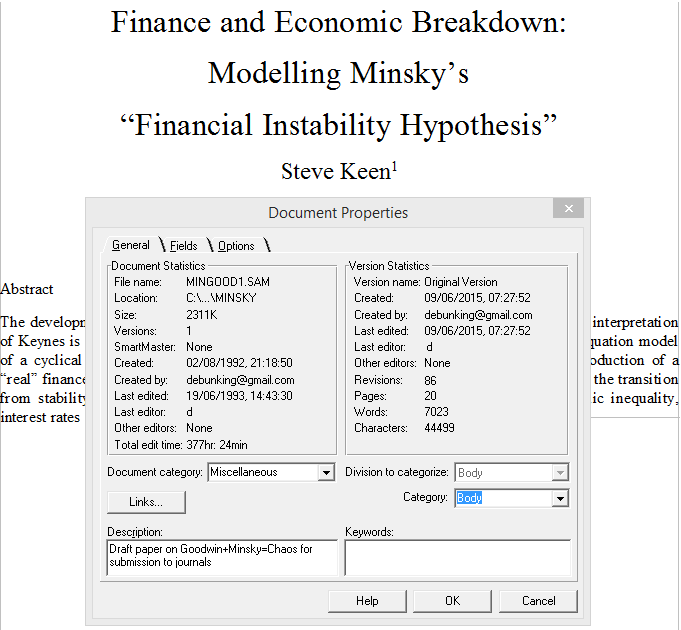 Finance and Economic Breakdown:
Modelling Minsky’s
“Financial Instability Hypothesis”
Steve Keen1
Document Properties
General Fields Options
Document Statistics
File name: MINGOOD1.SAM
Location: C:\...\MINSKY
Size: 2311K
Versions: 1
SmartMaster: None
Created: 02/08/1992, 21:18:50
Created by: debunking@gmail.com
Last edited: 19/06/1993, 14:43:30
Last editor: d
Other editors: None
Total edit time: 377hr: 24min
Version Statistics
Version name: Original Version
Created: 09/06/2015, 07:27:52
Created by: debunking@gmail.com
Last edited: 09/06/2015, 07:27:52
Last editor: d
Other editors: None
Revisions: 86
Pages: 20
Words: 7023
Characters: 44499
Document category: Miscellaneous
Division to categorize: Body
Links...
Category: Body
Description:
Draft paper on Goodwin+Minsky=Chaos for
submission to journals
Keywords:
Help OK Cancel
Abstract
The developm interpretation
of Keynes is quation model
of a cyclical oduction of a
“real” finance the transition
from stability ic inequality,
interest rates